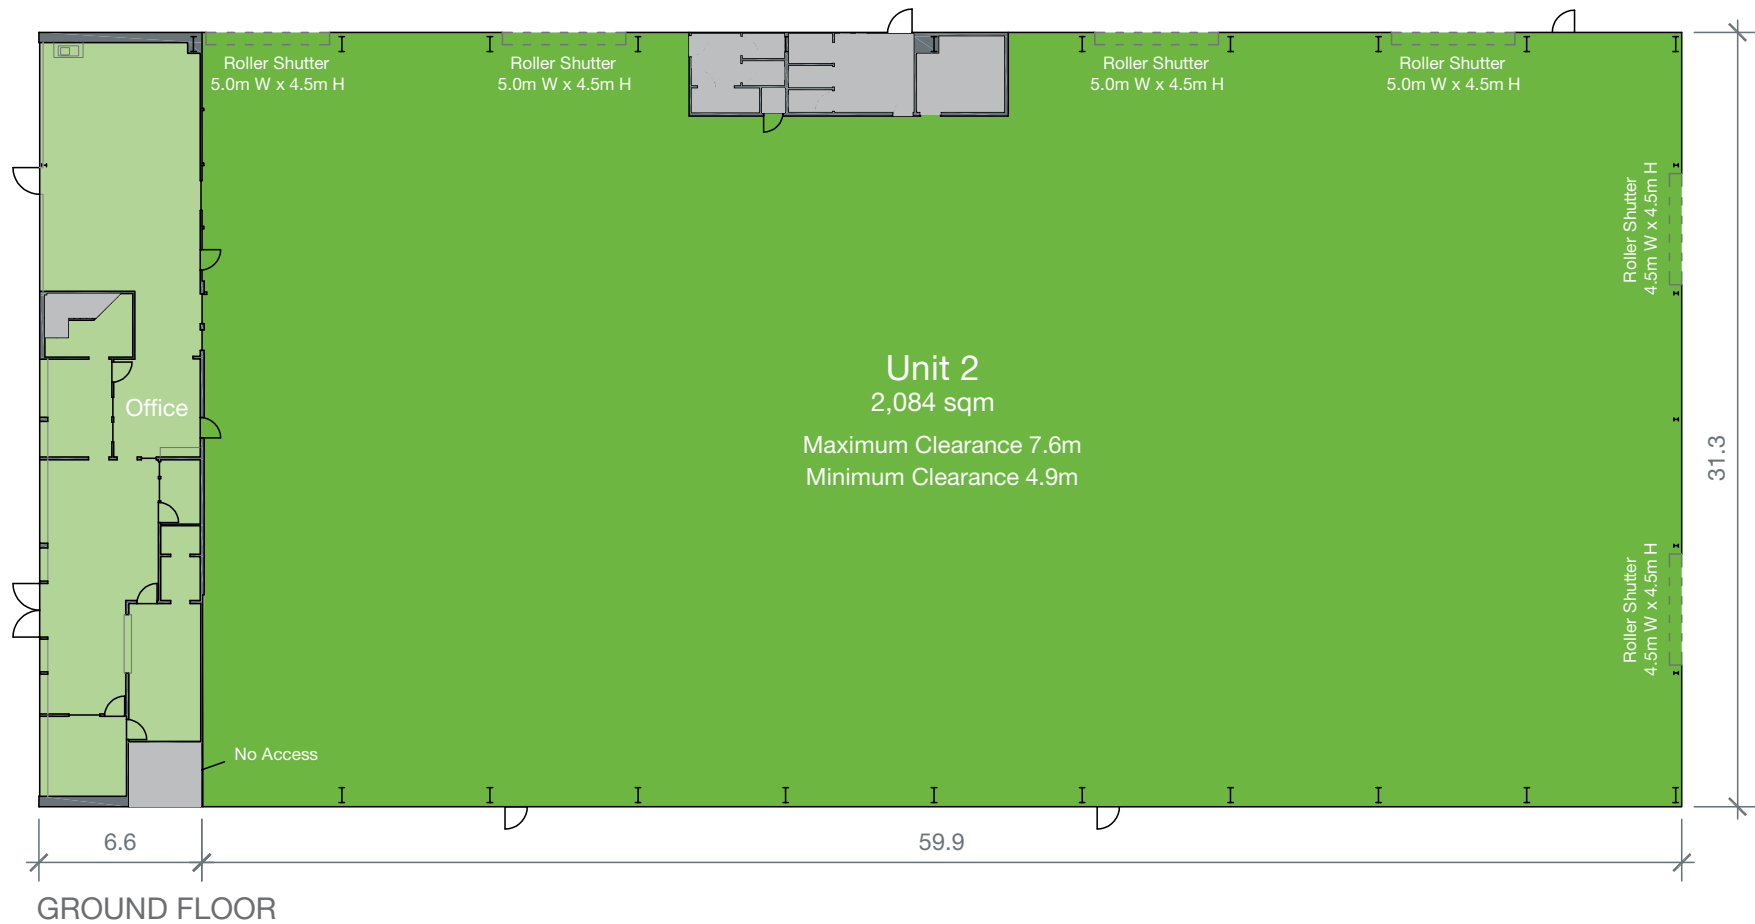 Roller Shutter
5.0m W x 4.5m H
Roller Shutter
5.0m W x 4.5m H
Roller Shutter
5.0m W x 4.5m H
Roller Shutter
5.0m W x 4.5m H
Roller Shutter
4.5m W x 4.5m H
Unit 2
2,084 sqm
Maximum Clearance 7.6m
Minimum Clearance 4.9m
Office
31.3
Roller Shutter
4.5m W x 4.5m H
No Access
6.6
59.9
GROUND FLOOR